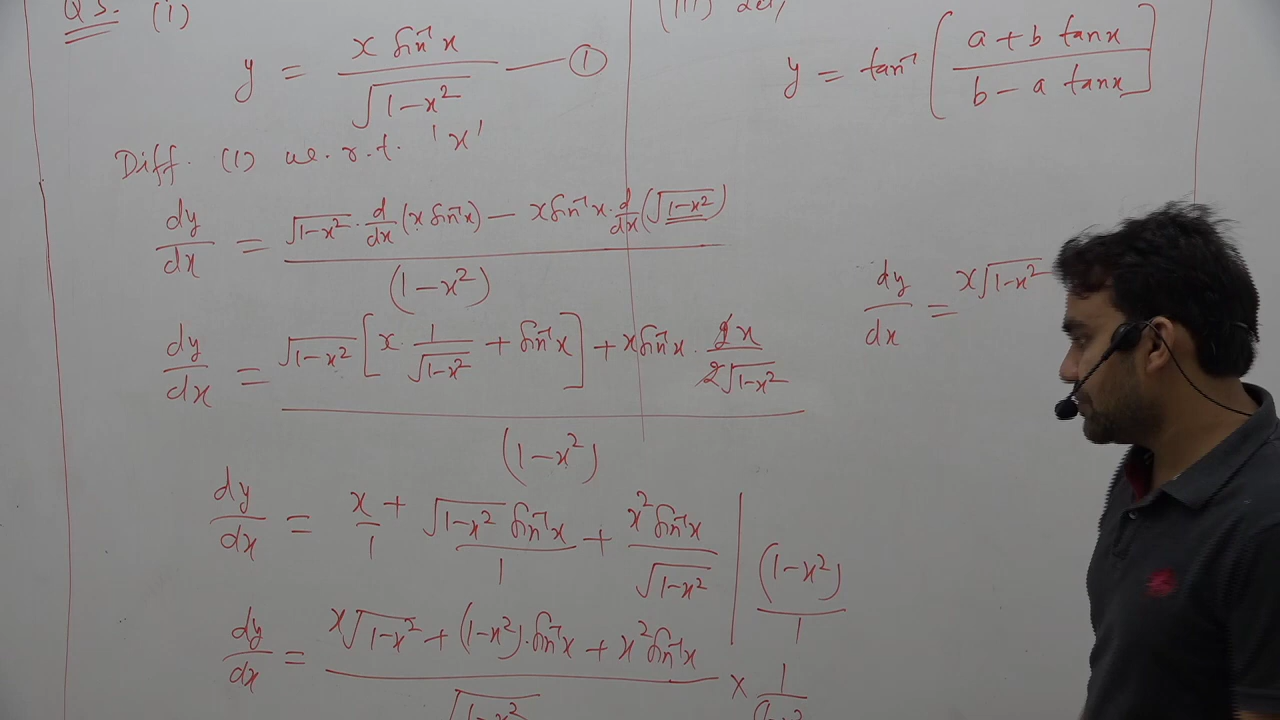 Q3. (i)
y = x sin⁻¹x / √(1-x²) — ①
Diff. (1) w.r.t. 'x'
dy/dx = [√(1-x²) · d/dx (x sin⁻¹x) - x sin⁻¹x · d/dx (√(1-x²))] / (1-x²)
dy/dx = [√(1-x²) [x · 1/√(1-x²) + sin⁻¹x] + x sin⁻¹x · 2x / 2√(1-x²)] / (1-x²)
dy/dx = x/1 + √(1-x²) sin⁻¹x / 1 + x² sin⁻¹x / √(1-x²) | (1-x²) / 1
dy/dx = [x√(1-x²) + (1-x²) · sin⁻¹x + x² sin⁻¹x] / √(1-x²) × 1 / (1-x²
(iii) Let,
y = tan⁻¹ [(a + b tanx) / (b - a tanx)]
dy/dx = x√(1-x²)